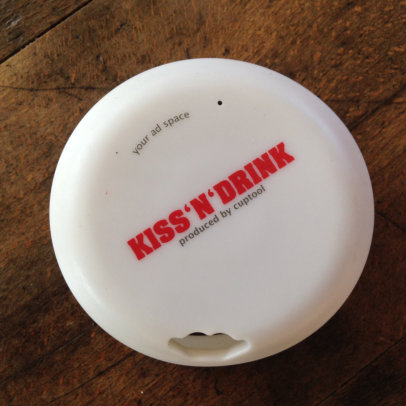 your ad space
KISS'N'DRINK
produced by cuptool